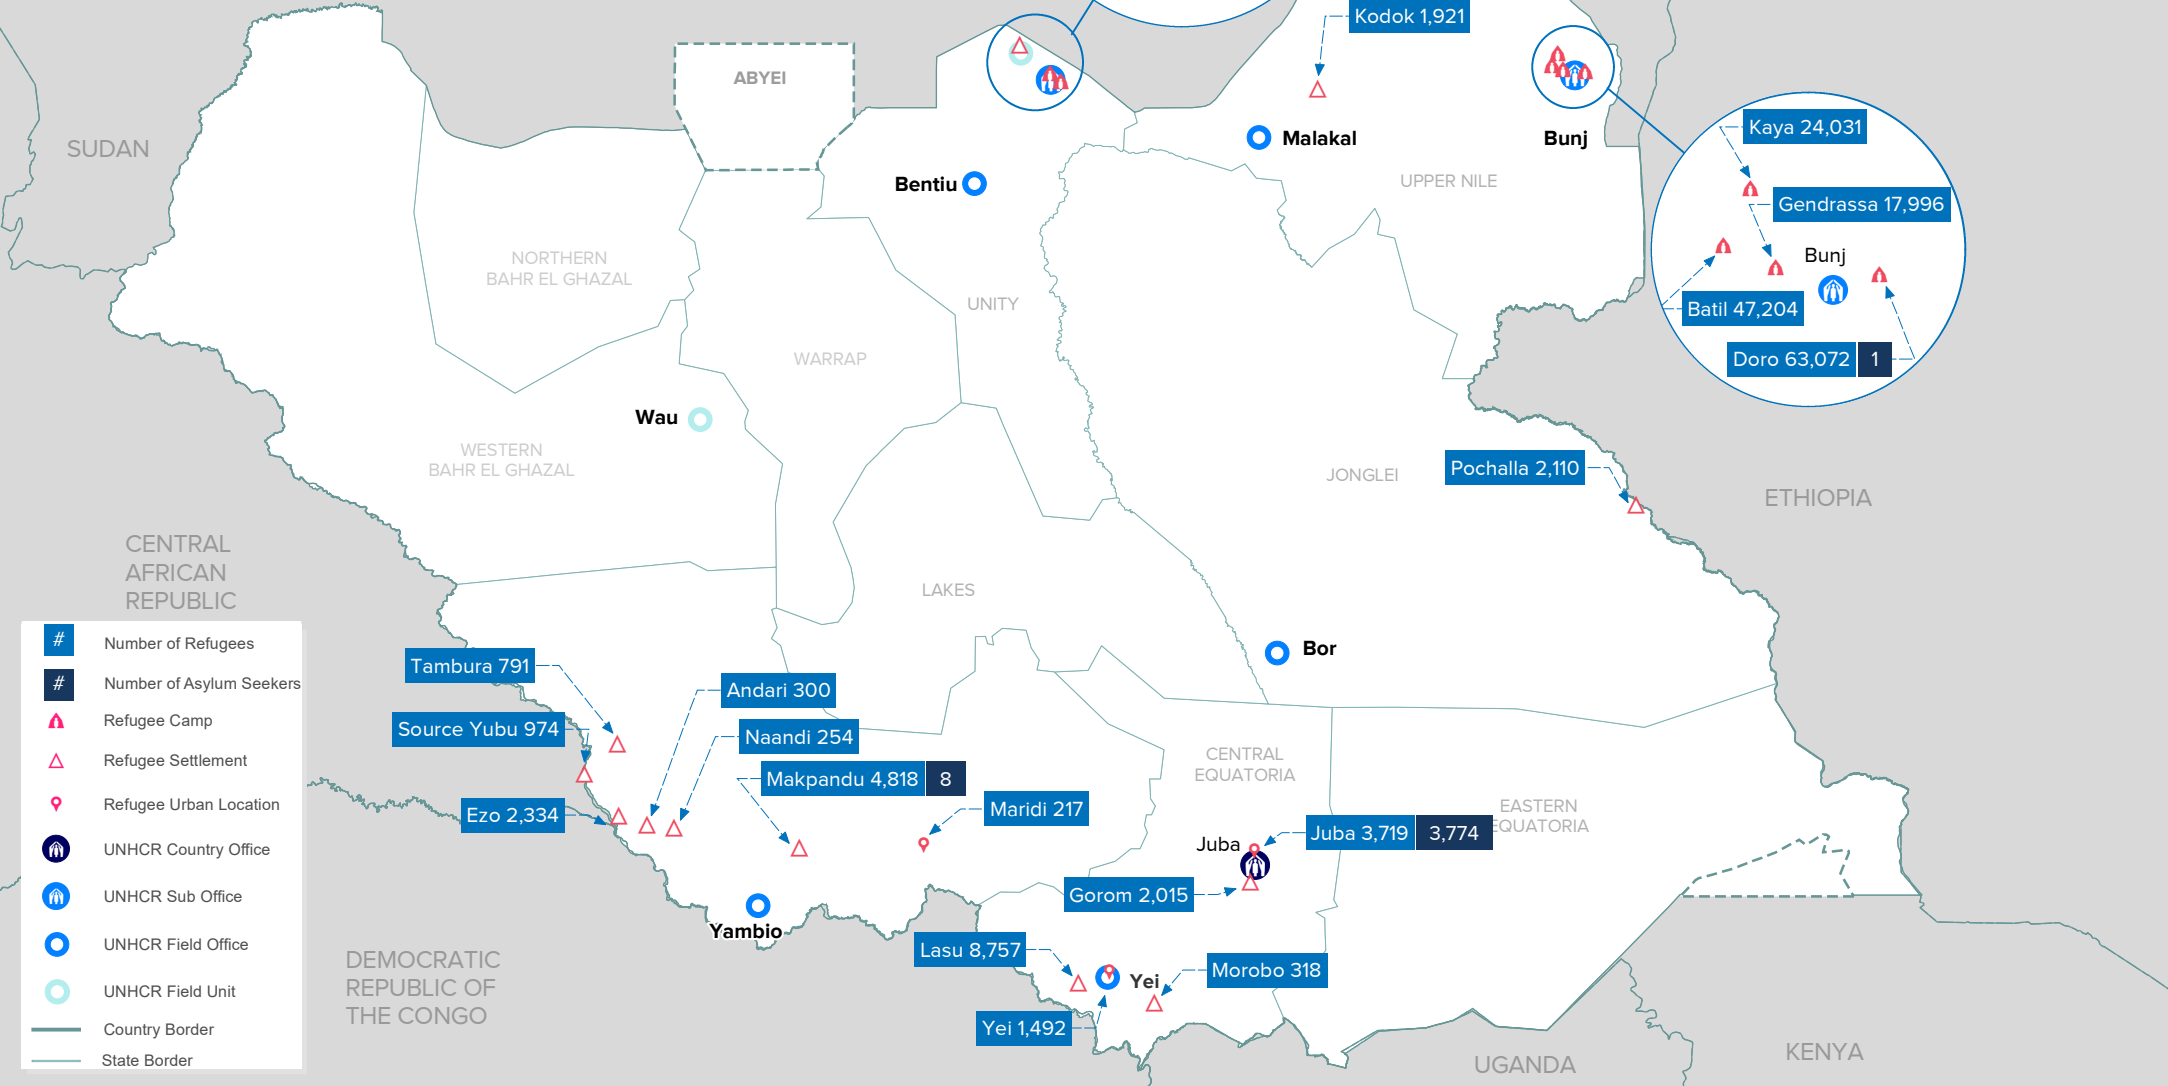 Kodok 1,921
ABYEI
SUDAN
Malakal
Bunj
Kaya 24,031
Bentiu
UPPER NILE
Gendrassa 17,996
NORTHERN
BAHR EL GHAZAL
Bunj
UNITY
Batil 47,204
WARRAP
Doro 63,072 1
Wau
WESTERN
BAHR EL GHAZAL
JONGLEI
Pochalla 2,110
ETHIOPIA
CENTRAL
AFRICAN
REPUBLIC
LAKES
Bor
Tambura 791
Andari 300
Source Yubu 974
Naandi 254
CENTRAL
EQUATORIA
Makpandu 4,818 8
Maridi 217
EASTERN
EQUATORIA
Ezo 2,334
Juba
Juba 3,719 3,774
Gorom 2,015
Yambio
Lasu 8,757
Yei
Morobo 318
Yei 1,492
DEMOCRATIC
REPUBLIC OF
THE CONGO
UGANDA
KENYA
# Number of Refugees
# Number of Asylum Seekers
Refugee Camp
Refugee Settlement
Refugee Urban Location
UNHCR Country Office
UNHCR Sub Office
UNHCR Field Office
UNHCR Field Unit
Country Border
State Border